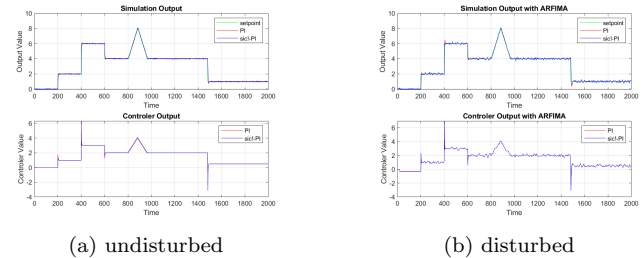 Simulation Output
10
8
6
4
2
0
Output Value
setpoint
PI
sicl-PI
0 200 400 600 800 1000 1200 1400 1600 1800 2000
Time
Controler Output
6
4
2
0
-2
-4
Controler Value
PI
sicl-PI
0 200 400 600 800 1000 1200 1400 1600 1800 2000
Time
(a) undisturbed
Simulation Output with ARFIMA
10
8
6
4
2
0
Output Value
setpoint
PI
sicl-PI
0 200 400 600 800 1000 1200 1400 1600 1800 2000
Time
Controler Output with ARFIMA
6
4
2
0
-2
-4
Controler Value
PI
sicl-PI
0 200 400 600 800 1000 1200 1400 1600 1800 2000
Time
(b) disturbed